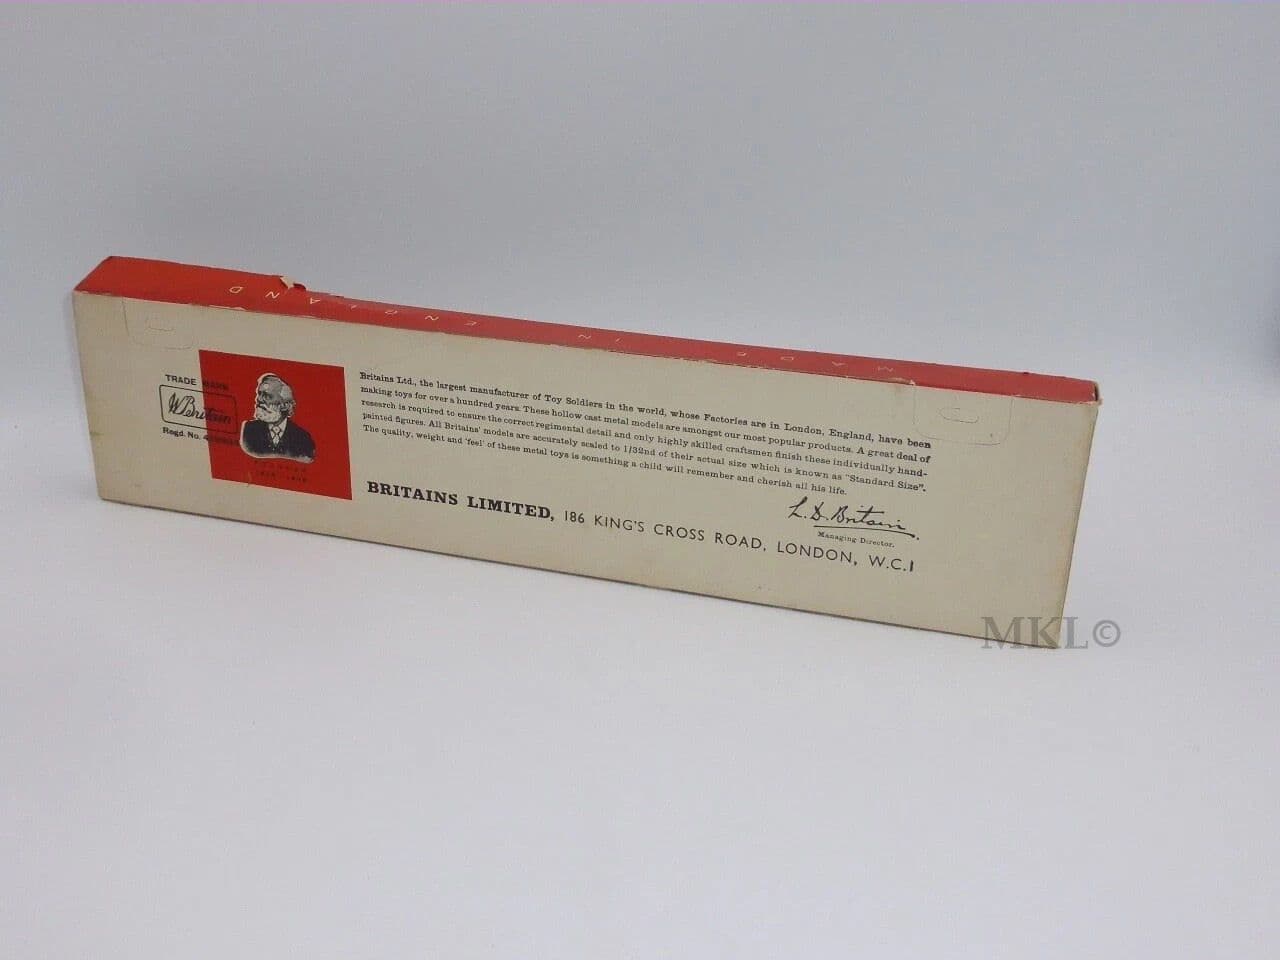 MADE IN ENGLAND
TRADE MARK
W. Britain
Regd. No.
FOUNDER
Britains Ltd., the largest manufacturer of Toy Soldiers in the world, whose Factories are in London, England, have been
making toys for over a hundred years. These hollow cast metal models are amongst our most popular products. A great deal of
research is required to ensure the correct regimental detail and only highly skilled craftsmen finish these individually hand-
painted figures. All Britains' models are accurately scaled to 1/32nd of their actual size which is known as "Standard Size".
The quality, weight and 'feel' of these metal toys is something a child will remember and cherish all his life.
L. D. Britain.
Managing Director.
BRITAINS LIMITED, 186 KING'S CROSS ROAD, LONDON, W.C.1
MKL©